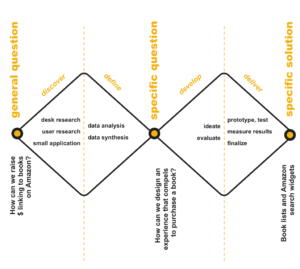 general question
discover
define
specific question
develop
deliver
specific solution
desk research
user research
small application
data analysis
data synthesis
ideate
evaluate
prototype, test
measure results
finalize
How can we raise
$ linking to books
on Amazon?
How can we design an
experience that compels
to purchase a book?
Book lists and Amazon
search widgets